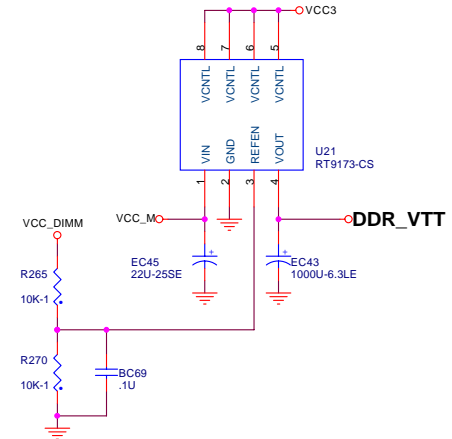 VCC3
8 7 6 5
VCNTL VCNTL VCNTL VCNTL
VIN GND REFEN VOUT
U21
RT9173-CS
1 2 3 4
VCC_M
DDR_VTT
VCC_DIMM
EC45
22U-25SE
EC43
1000U-6.3LE
R265
10K-1
R270
10K-1
BC69
.1U